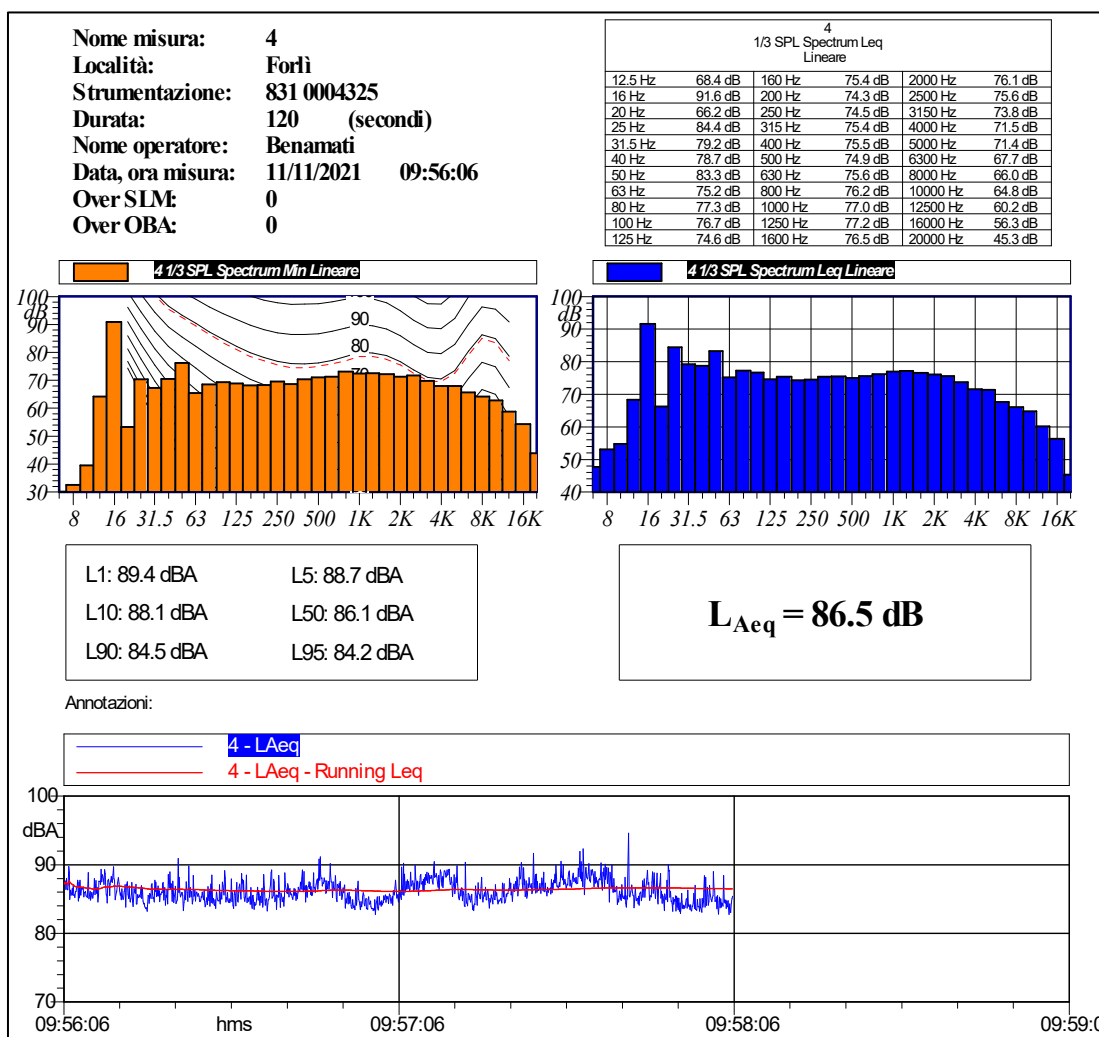 Nome misura: 4
Località: Forlì
Strumentazione: 831 0004325
Durata: 120 (secondi)
Nome operatore: Benamati
Data, ora misura: 11/11/2021 09:56:06
Over SLM: 0
Over OBA: 0
4
1/3 SPL Spectrum Leq
Lineare
12.5 Hz 68.4 dB 160 Hz 75.4 dB 2000 Hz 76.1 dB
16 Hz 91.6 dB 200 Hz 74.3 dB 2500 Hz 75.6 dB
20 Hz 66.2 dB 250 Hz 74.5 dB 3150 Hz 73.8 dB
25 Hz 84.4 dB 315 Hz 75.4 dB 4000 Hz 71.5 dB
31.5 Hz 79.2 dB 400 Hz 75.5 dB 5000 Hz 71.4 dB
40 Hz 78.7 dB 500 Hz 74.9 dB 6300 Hz 67.7 dB
50 Hz 83.3 dB 630 Hz 75.6 dB 8000 Hz 66.0 dB
63 Hz 75.2 dB 800 Hz 76.2 dB 10000 Hz 64.8 dB
80 Hz 77.3 dB 1000 Hz 77.0 dB 12500 Hz 60.2 dB
100 Hz 76.7 dB 1250 Hz 77.2 dB 16000 Hz 56.3 dB
125 Hz 74.6 dB 1600 Hz 76.5 dB 20000 Hz 45.3 dB
4 1/3 SPL Spectrum Min Lineare
100
dB
90
80
70
60
50
40
30
90
80
8 16 31.5 63 125 250 500 1K 2K 4K 8K 16K
4 1/3 SPL Spectrum Leq Lineare
100
dB
90
80
70
60
50
40
8 16 31.5 63 125 250 500 1K 2K 4K 8K 16K
L1: 89.4 dBA L5: 88.7 dBA
L10: 88.1 dBA L50: 86.1 dBA
L90: 84.5 dBA L95: 84.2 dBA
LAeq = 86.5 dB
Annotazioni:
4 - LAeq
4 - LAeq - Running Leq
100
dBA
90
80
70
09:56:06 hms 09:57:06 09:58:06